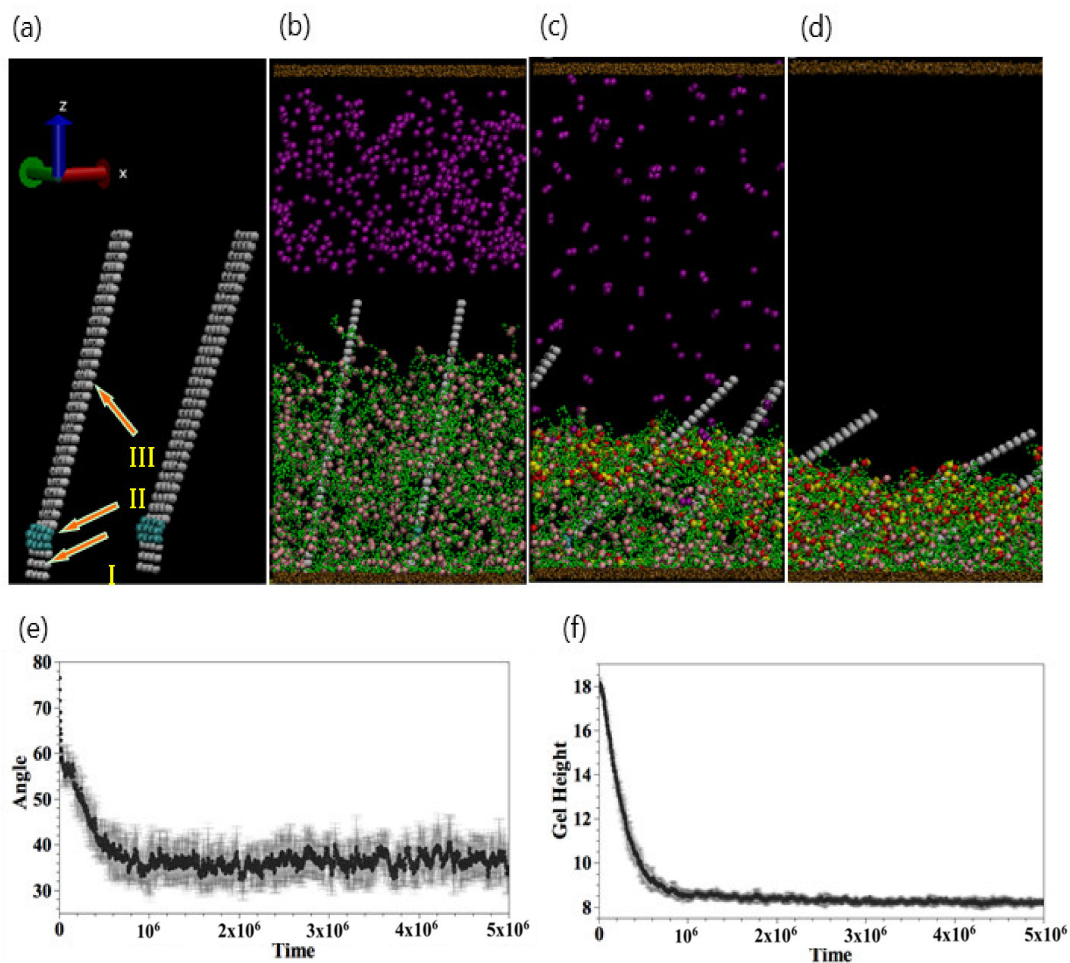 (a)
(b)
(c)
(d)
z
x
III
II
I
(e)
(f)
80
70
60
50
40
30
Angle
0
10⁶
2x10⁶
3x10⁶
4x10⁶
5x10⁶
Time
18
16
14
12
10
8
Gel Height
0
10⁶
2x10⁶
3x10⁶
4x10⁶
5x10⁶
Time